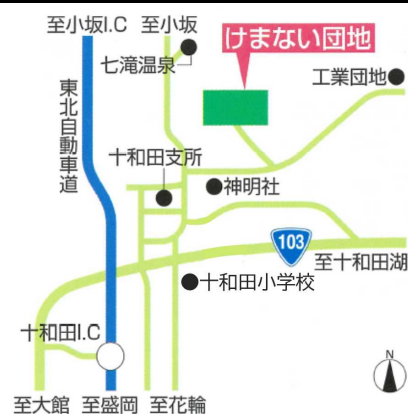 至小坂I.C
至小坂
けまない団地
七滝温泉
工業団地
東北自動車道
十和田支所
神明社
103
至十和田湖
十和田小学校
十和田I.C
N
至大館
至盛岡
至花輪